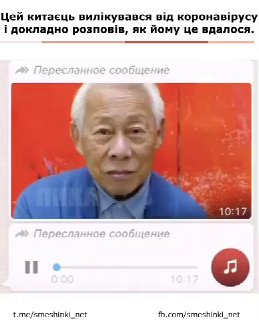 Цей китаєць вилікувався від коронавірусу
і докладно розповів, як йому це вдалося.
Пересланное сообщение
10:17
Пересланное сообщение
0:00
10:17
t.me/smeshinki_net
fb.com/smeshinki_net